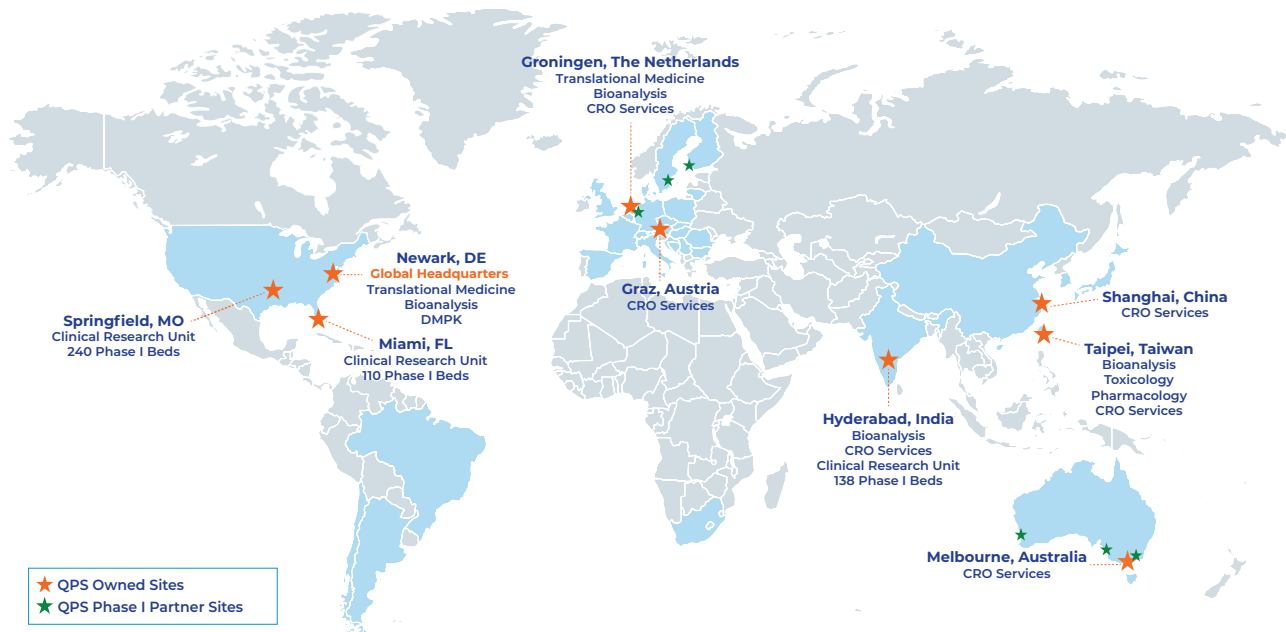 Groningen, The Netherlands
Translational Medicine
Bioanalysis
CRO Services
Newark, DE
Global Headquarters
Translational Medicine
Bioanalysis
DMPK
Springfield, MO
Clinical Research Unit
240 Phase I Beds
Miami, FL
Clinical Research Unit
110 Phase I Beds
Graz, Austria
CRO Services
Shanghai, China
CRO Services
Taipei, Taiwan
Bioanalysis
Toxicology
Pharmacology
CRO Services
Hyderabad, India
Bioanalysis
CRO Services
Clinical Research Unit
138 Phase I Beds
Melbourne, Australia
CRO Services
QPS Owned Sites
QPS Phase I Partner Sites